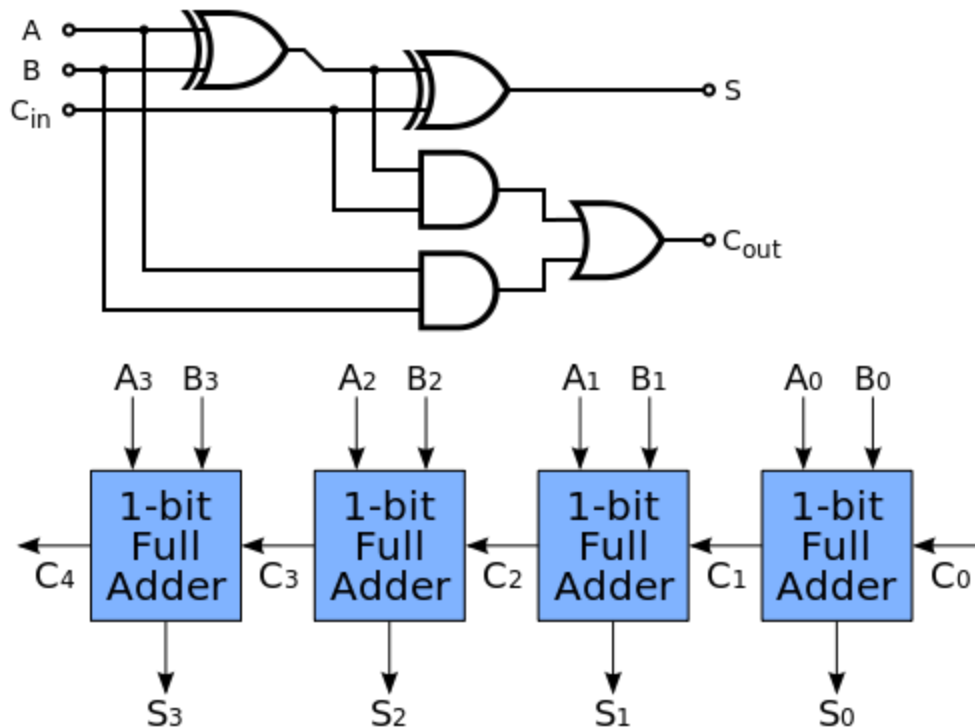 A
B
Cin
S
Cout
A3 B3 A2 B2 A1 B1 A0 B0
1-bit Full Adder
1-bit Full Adder
1-bit Full Adder
1-bit Full Adder
C4 C3 C2 C1 C0
S3 S2 S1 S0